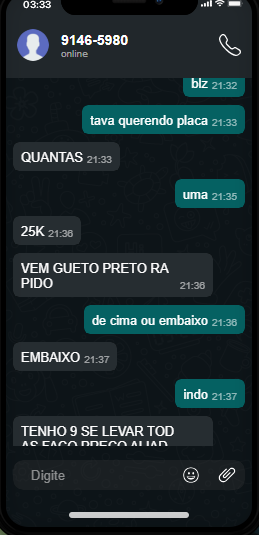 03:33
9146-5980
online
blz 21:32
tava querendo placa 21:33
QUANTAS 21:33
uma 21:35
25K 21:36
VEM GUETO PRETO RA
PIDO 21:36
de cima ou embaixo 21:36
EMBAIXO 21:37
indo 21:37
TENHO 9 SE LEVAR TOD
AS FAÇO PREÇO ALIAD
Digite